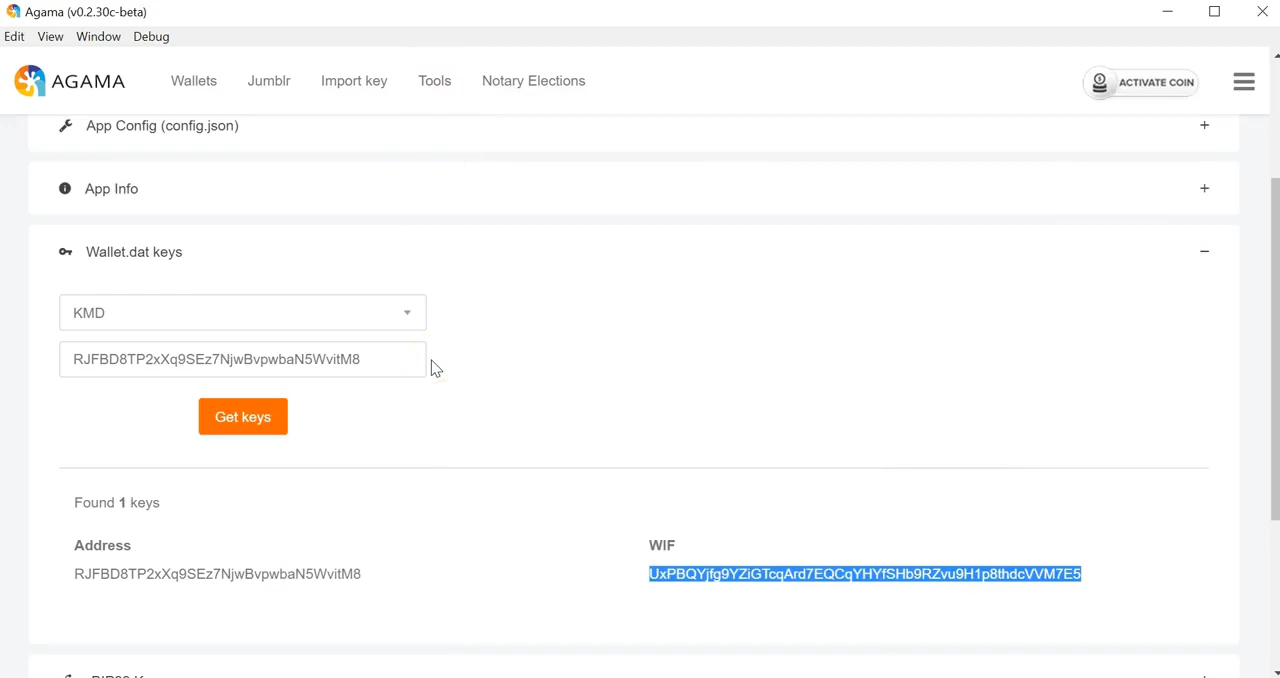 Agama (v0.2.30c-beta)
Edit View Window Debug
AGAMA Wallets Jumblr Import key Tools Notary Elections ACTIVATE COIN
App Config (config.json) +
App Info +
Wallet.dat keys −
KMD
RJFBD8TP2xXq9SEz7NjwBvpwbaN5WvitM8
Get keys
Found 1 keys
Address WIF
RJFBD8TP2xXq9SEz7NjwBvpwbaN5WvitM8 UxPBQYjfg9YZiGTcqArd7EQCqYHYfSHb9RZvu9H1p8thdcVVM7E5